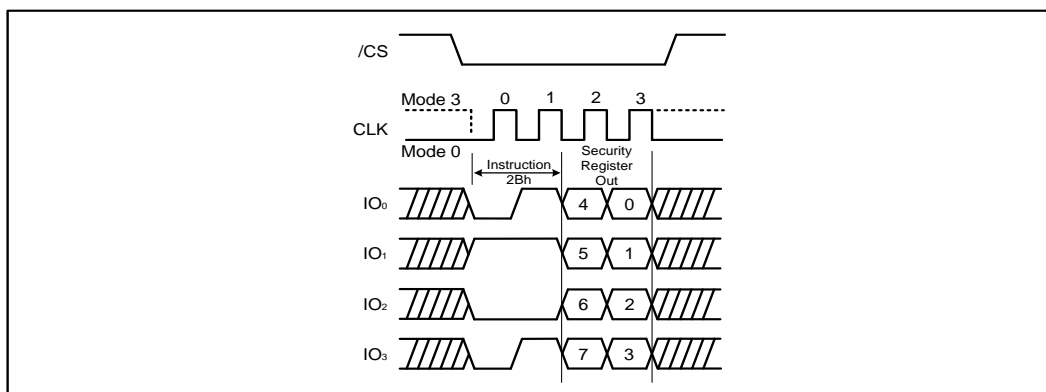 /CS
Mode 3 0 1 2 3
CLK
Mode 0
Instruction
2Bh
Security
Register
Out
IO₀ 4 0
IO₁ 5 1
IO₂ 6 2
IO₃ 7 3